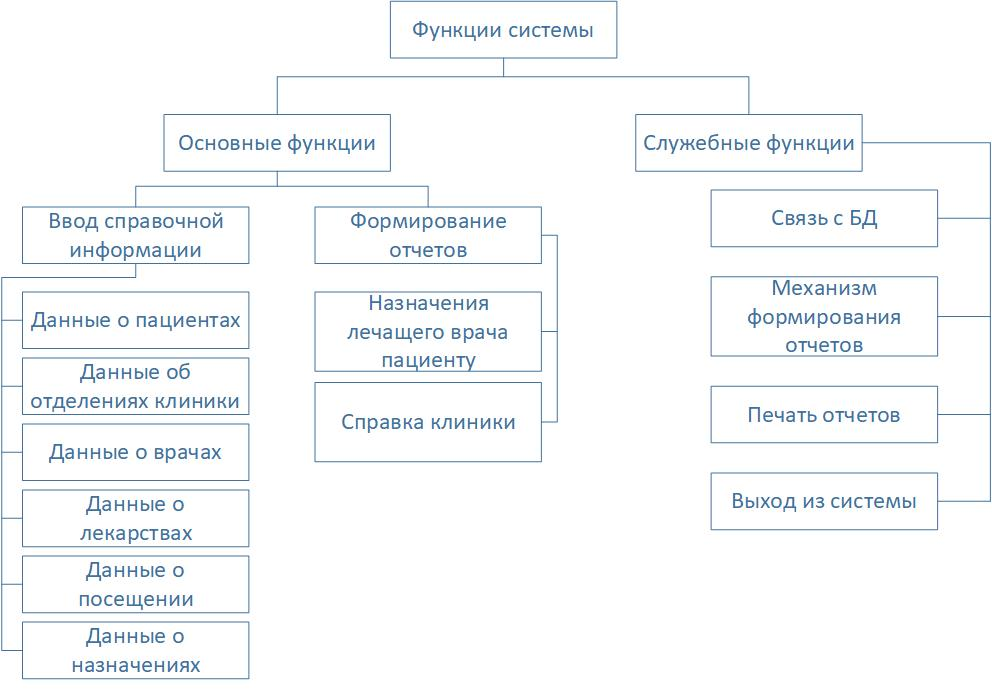 Функции системы
Основные функции
Служебные функции
Ввод справочной
информации
Данные о пациентах
Данные об
отделениях клиники
Данные о врачах
Данные о
лекарствах
Данные о
посещении
Данные о
назначениях
Формирование
отчетов
Назначения
лечащего врача
пациенту
Справка клиники
Связь с БД
Механизм
формирования
отчетов
Печать отчетов
Выход из системы